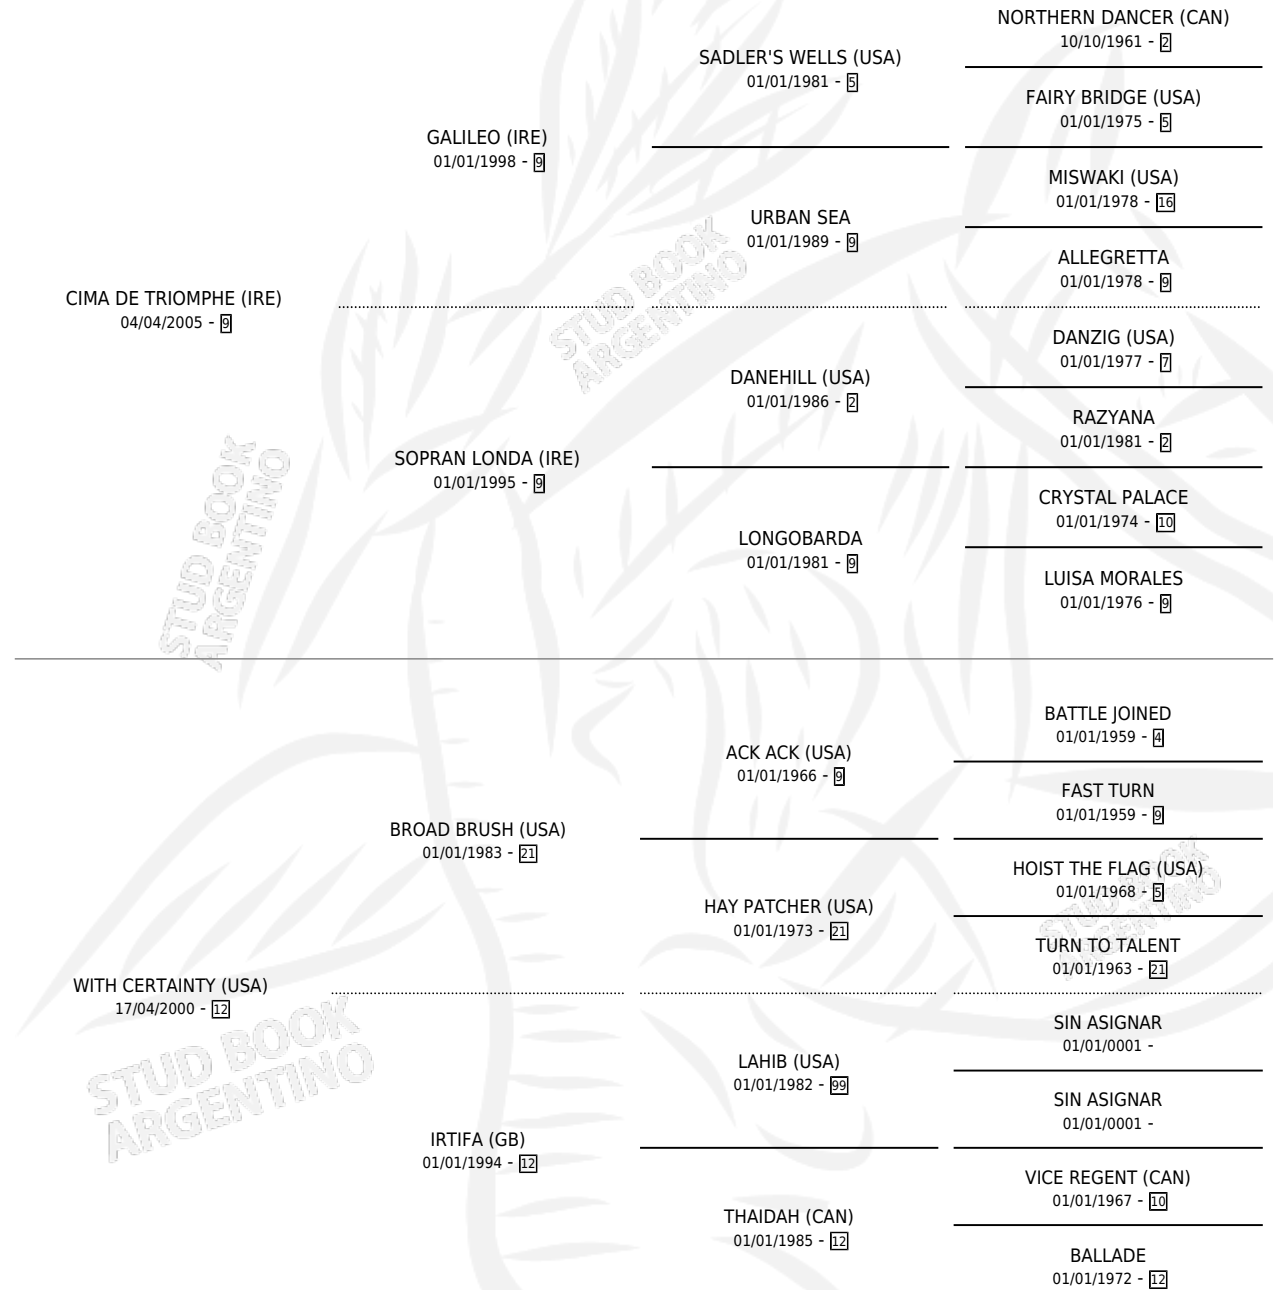 NORTHERN DANCER (CAN)
10/10/1961 - 2
SADLER'S WELLS (USA)
01/01/1981 - 5
FAIRY BRIDGE (USA)
01/01/1975 - 5
GALILEO (IRE)
01/01/1998 - 9
MISWAKI (USA)
01/01/1978 - 16
URBAN SEA
01/01/1989 - 9
ALLEGRETTA
01/01/1978 - 9
CIMA DE TRIOMPHE (IRE)
04/04/2005 - 9
DANZIG (USA)
01/01/1977 - 7
DANEHILL (USA)
01/01/1986 - 2
RAZYANA
01/01/1981 - 2
SOPRAN LONDA (IRE)
01/01/1995 - 9
CRYSTAL PALACE
01/01/1974 - 10
LONGOBARDA
01/01/1981 - 9
LUISA MORALES
01/01/1976 - 9
BATTLE JOINED
01/01/1959 - 4
ACK ACK (USA)
01/01/1966 - 9
FAST TURN
01/01/1959 - 9
BROAD BRUSH (USA)
01/01/1983 - 21
HOIST THE FLAG (USA)
01/01/1968 - 5
HAY PATCHER (USA)
01/01/1973 - 21
TURN TO TALENT
01/01/1963 - 21
WITH CERTAINTY (USA)
17/04/2000 - 12
SIN ASIGNAR
01/01/0001 -
LAHIB (USA)
01/01/1982 - 99
SIN ASIGNAR
01/01/0001 -
IRTIFA (GB)
01/01/1994 - 12
VICE REGENT (CAN)
01/01/1967 - 10
THAIDAH (CAN)
01/01/1985 - 12
BALLADE
01/01/1972 - 12
STUD BOOK
ARGENTINO
STUD BOOK
ARGENTINO
STUD BOOK
ARGENTINO
STUD BOOK
ARGENTINO